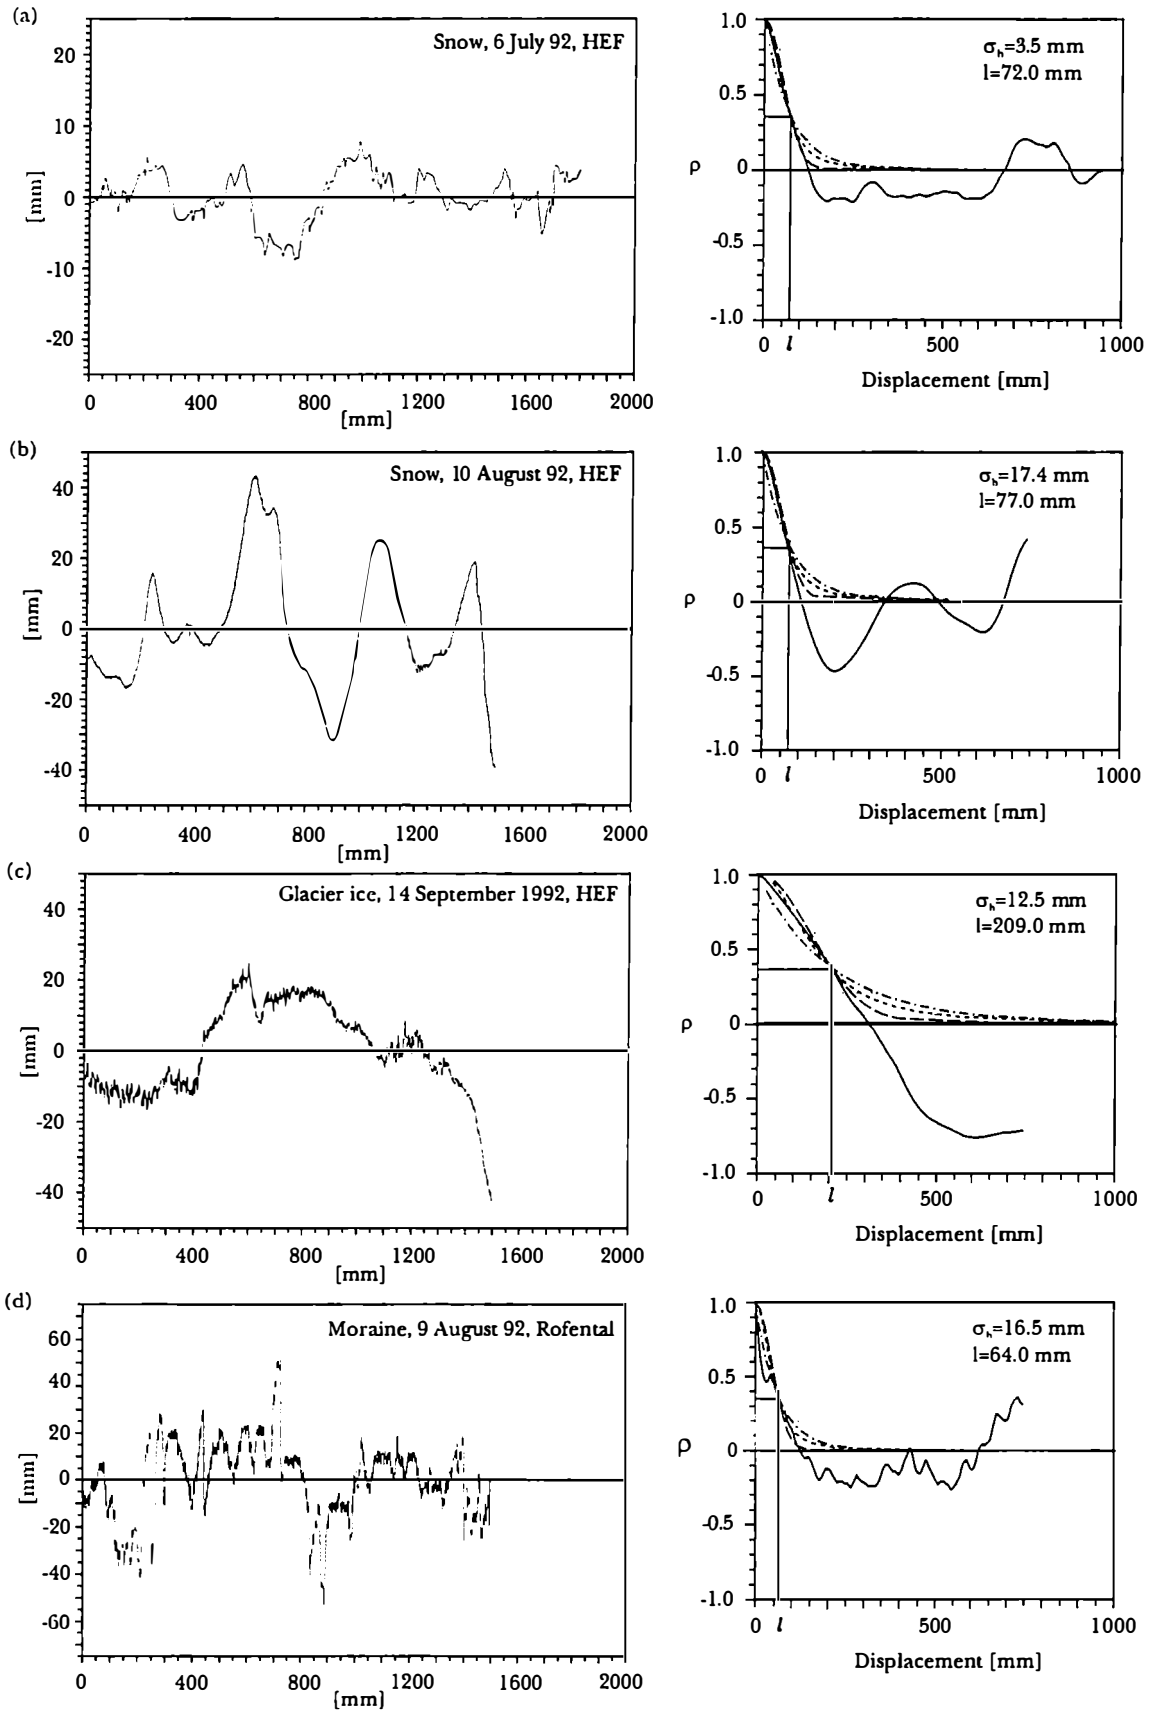 (a)
Snow, 6 July 92, HEF
20
10
0
-10
-20
[mm]
0 400 800 1200 1600 2000
[mm]
σh=3.5 mm
l=72.0 mm
1.0
0.5
0
-0.5
-1.0
ρ
0 l 500 1000
Displacement [mm]
(b)
Snow, 10 August 92, HEF
40
20
0
-20
-40
[mm]
0 400 800 1200 1600 2000
[mm]
σh=17.4 mm
l=77.0 mm
1.0
0.5
0
-0.5
-1.0
ρ
0 l 500 1000
Displacement [mm]
(c)
Glacier ice, 14 September 1992, HEF
40
20
0
-20
-40
[mm]
0 400 800 1200 1600 2000
[mm]
σh=12.5 mm
l=209.0 mm
1.0
0.5
0
-0.5
-1.0
ρ
0 l 500 1000
Displacement [mm]
(d)
Moraine, 9 August 92, Rofental
60
40
20
0
-20
-40
-60
[mm]
0 400 800 1200 1600 2000
[mm]
σh=16.5 mm
l=64.0 mm
1.0
0.5
0
-0.5
-1.0
ρ
0 l 500 1000
Displacement [mm]